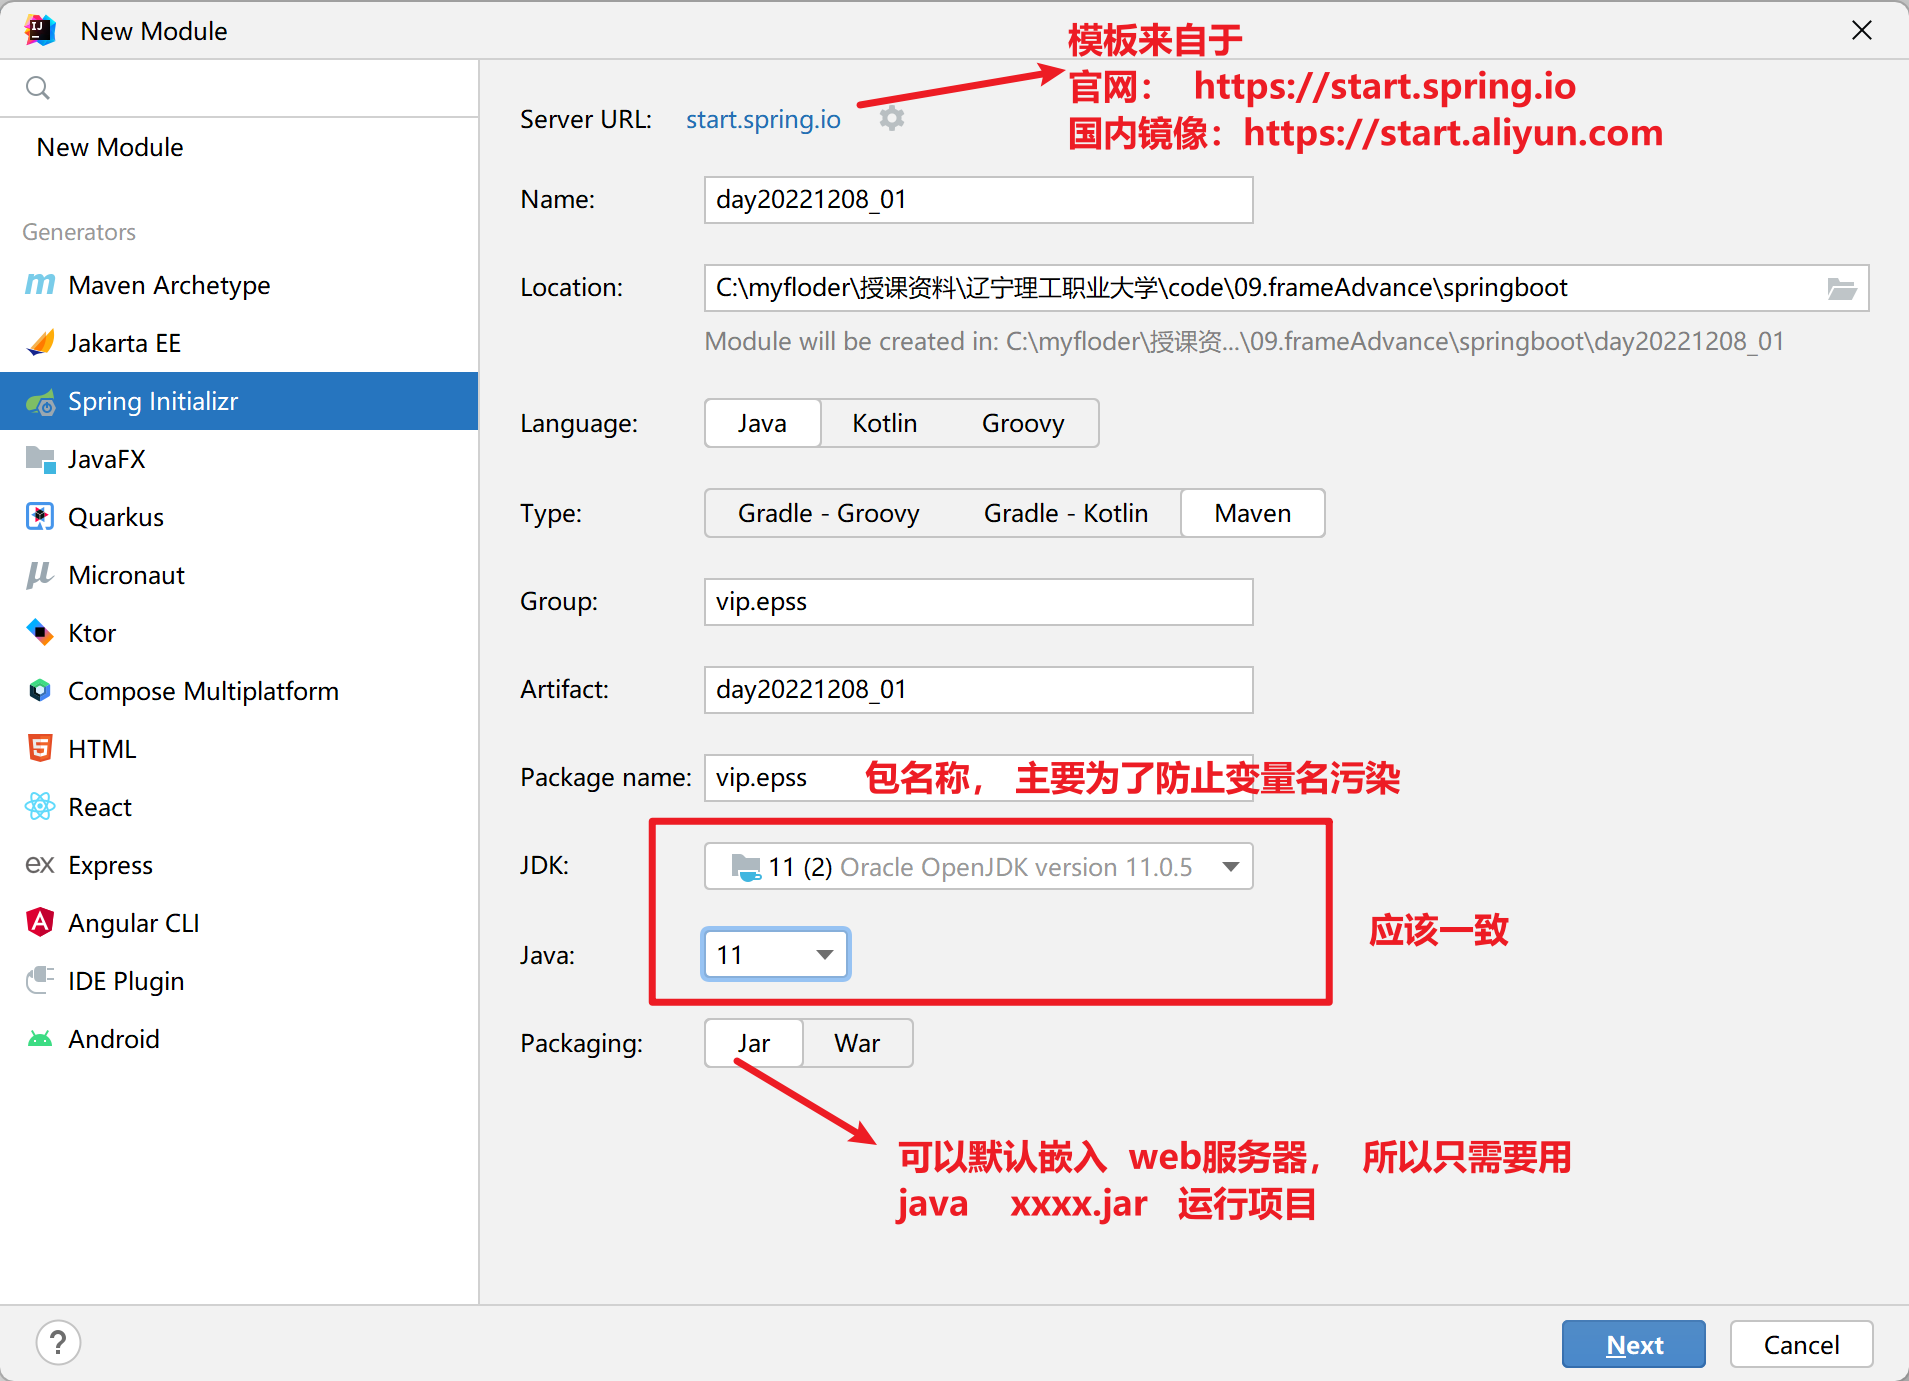 New Module
模板来自于
官网： https://start.spring.io
国内镜像：https://start.aliyun.com
New Module
Generators
Maven Archetype
Jakarta EE
Spring Initializr
JavaFX
Quarkus
Micronaut
Ktor
Compose Multiplatform
HTML
React
ex Express
Angular CLI
IDE Plugin
Android
Server URL: start.spring.io
Name: day20221208_01
Location: C:\myfloder\授课资料\辽宁理工职业大学\code\09.frameAdvance\springboot
Module will be created in: C:\myfloder\授课资...\09.frameAdvance\springboot\day20221208_01
Language: Java Kotlin Groovy
Type: Gradle - Groovy Gradle - Kotlin Maven
Group: vip.epss
Artifact: day20221208_01
Package name: vip.epss 包名称， 主要为了防止变量名污染
JDK: 11 (2) Oracle OpenJDK version 11.0.5
应该一致
Java: 11
Packaging: Jar War
可以默认嵌入 web服务器， 所以只需要用
java xxxx.jar 运行项目
? Next Cancel